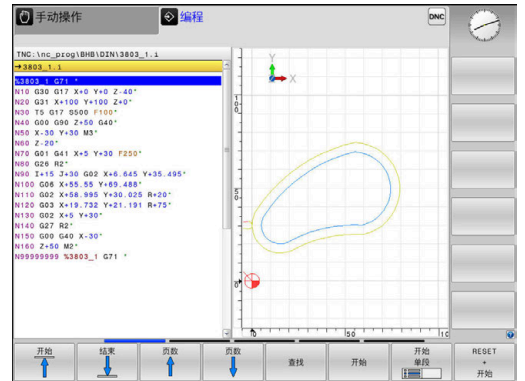 手动操作
编程
DNC
TNC:\nc_prog\BHB\DIN\3803_1.i
→3803_1.i
%3803_1 G71 *
N10 G30 G17 X+0 Y+0 Z-40*
N20 G31 X+100 Y+100 Z+0*
N30 T5 G17 S500 F100*
N40 G00 G90 Z+50 G40*
N50 X-30 Y+30 M3*
N60 Z-20*
N70 G01 G41 X+5 Y+30 F250*
N80 G26 R2*
N90 I+15 J+30 G02 X+6.645 Y+35.495*
N100 G06 X+55.55 Y+69.488*
N110 G02 X+58.995 Y+30.025 R+20*
N120 G03 X+19.732 Y+21.191 R+75*
N130 G02 X+5 Y+30*
N140 G27 R2*
N150 G00 G40 X-30*
N160 Z+50 M2*
N99999999 %3803_1 G71 *
Y
X
100
50
0
0
50
10
开始
结束
页数
页数
查找
开始
开始
单段
RESET
+
开始